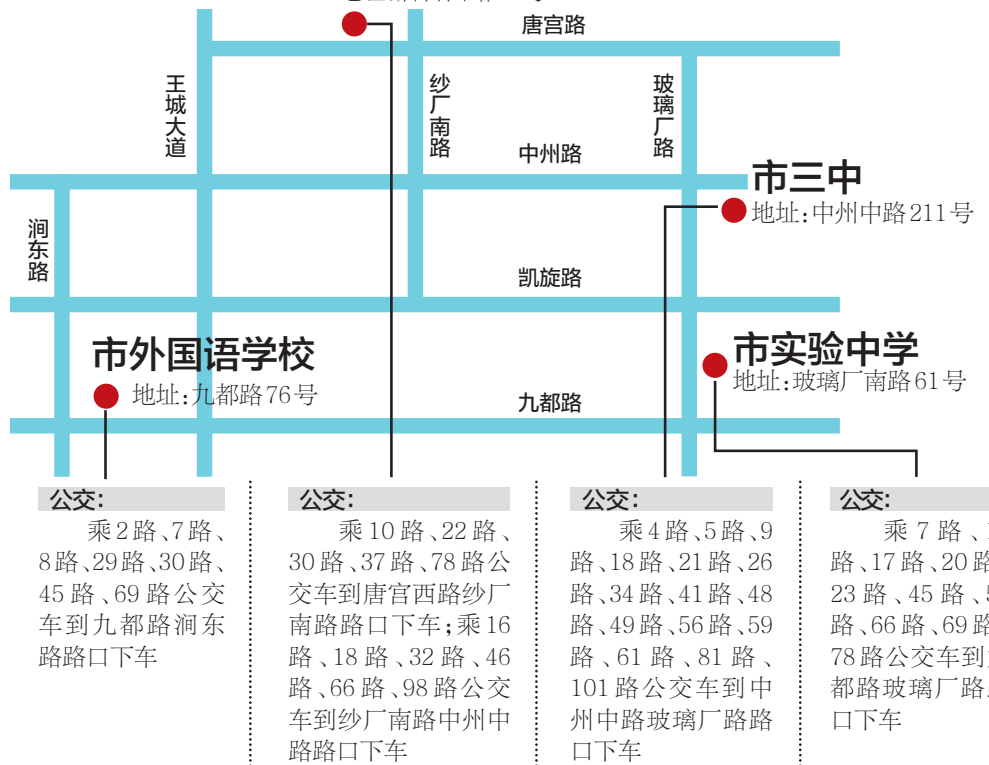 唐宫路
王城大道
纱厂南路
玻璃厂路
中州路
市三中
地址:中州中路211号
涧东路
凯旋路
市外国语学校
地址:九都路76号
市实验中学
地址:玻璃厂南路61号
九都路
公交:
乘2路、7路、
8路、29路、30路、
45路、69路公交
车到九都路涧东
路路口下车
公交:
乘10路、22路、
30路、37路、78路公
交车到唐宫西路纱厂
南路路口下车;乘16
路、18路、32路、46
路、66路、98路公交
车到纱厂南路中州中
路路口下车
公交:
乘4路、5路、9
路、18路、21路、26
路、34路、41路、48
路、49路、56路、59
路、61路、81路、
101路公交车到中
州中路玻璃厂路路
口下车
公交:
乘7路、
路、17路、20路
23路、45路、
路、66路、69路
78路公交车到
都路玻璃厂路
口下车